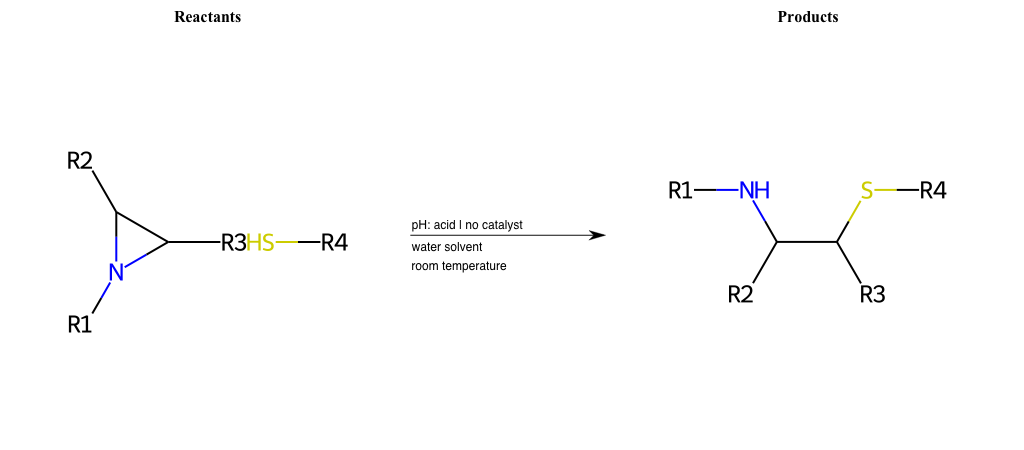 Reactants
Products
R2
R3
HS
R4
N
R1
pH: acid | no catalyst
water solvent
room temperature
R1
NH
S
R4
R2
R3